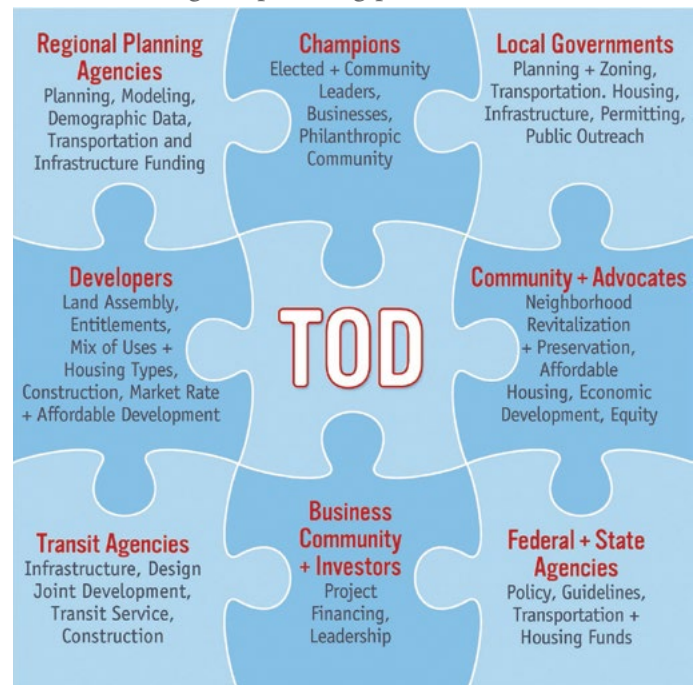 Regional Planning
Agencies
Planning, Modeling,
Demographic Data,
Transportation and
Infrastructure Funding
Champions
Elected + Community
Leaders,
Businesses,
Philanthropic
Community
Local Governments
Planning + Zoning,
Transportation. Housing,
Infrastructure, Permitting,
Public Outreach
Developers
Land Assembly,
Entitlements,
Mix of Uses +
Housing Types,
Construction, Market Rate
+ Affordable Development
TOD
Community + Advocates
Neighborhood
Revitalization
+ Preservation,
Affordable
Housing, Economic
Development, Equity
Transit Agencies
Infrastructure, Design
Joint Development,
Transit Service,
Construction
Business
Community
+ Investors
Project
Financing,
Leadership
Federal + State
Agencies
Policy, Guidelines,
Transportation +
Housing Funds